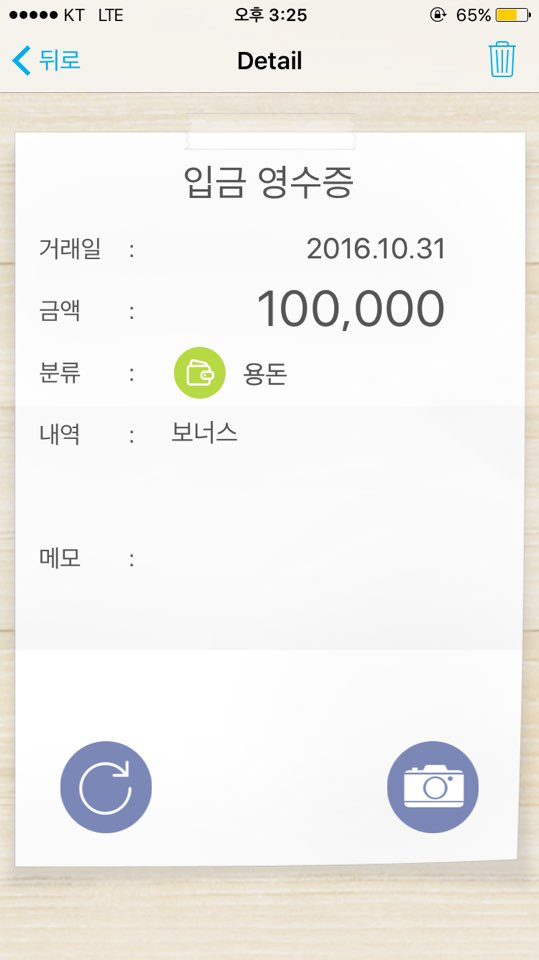 KT LTE 오후 3:25 65%
뒤로 Detail
입금 영수증
거래일 : 2016.10.31
금액 : 100,000
분류 : 용돈
내역 : 보너스
메모 :